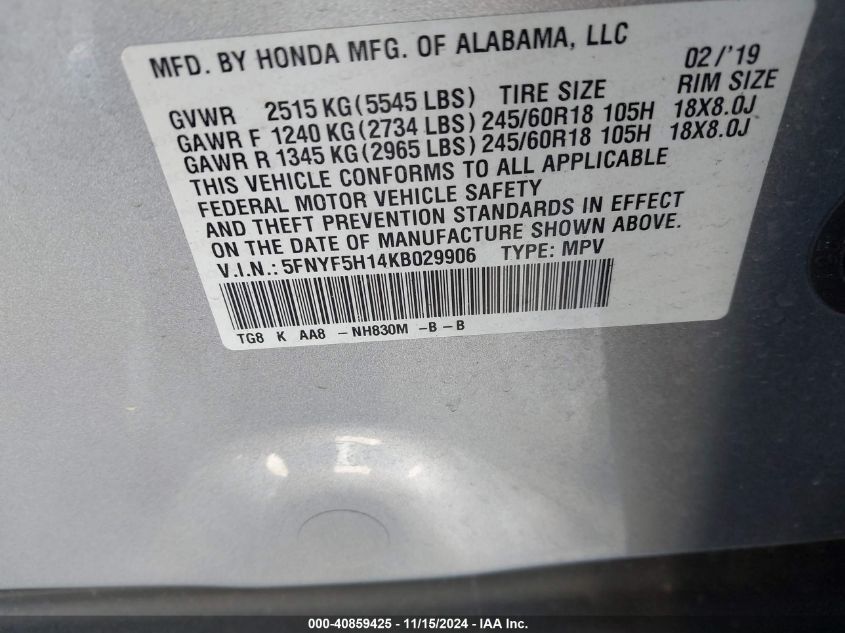 MFD. BY HONDA MFG. OF ALABAMA, LLC 02/'19
GVWR 2515 KG(5545 LBS) TIRE SIZE RIM SIZE
GAWR F 1240 KG(2734 LBS) 245/60R18 105H 18X8.0J
GAWR R 1345 KG(2965 LBS) 245/60R18 105H 18X8.0J
THIS VEHICLE CONFORMS TO ALL APPLICABLE
FEDERAL MOTOR VEHICLE SAFETY
AND THEFT PREVENTION STANDARDS IN EFFECT
ON THE DATE OF MANUFACTURE SHOWN ABOVE.
V.I.N.: 5FNYF5H14KB029906 TYPE: MPV
TG8 K AA8 -NH830M -B-B
000-40859425 - 11/15/2024 - IAA Inc.